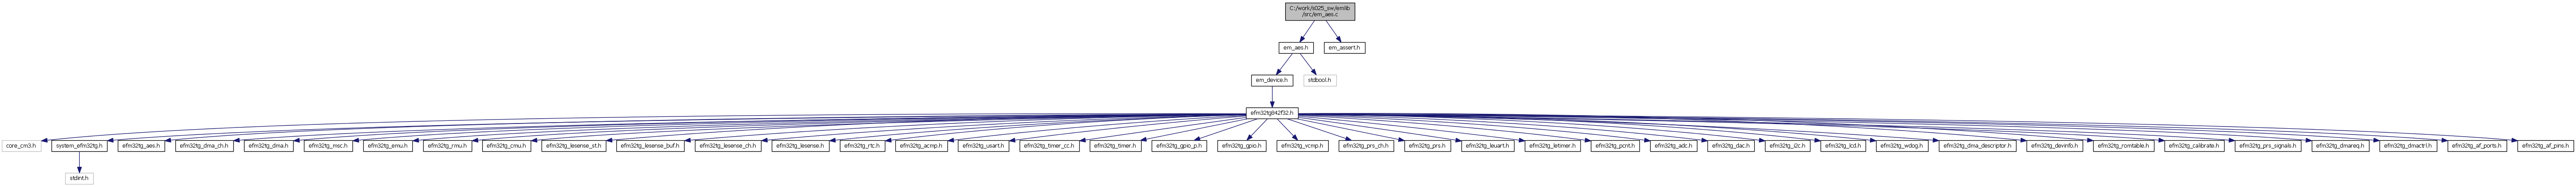 C:/work/s025_sw/emlib
/src/em_aes.c
em_aes.h
em_assert.h
em_device.h
stdbool.h
efm32tg842f32.h
core_cm3.h
system_efm32tg.h
efm32tg_aes.h
efm32tg_dma_ch.h
efm32tg_dma.h
efm32tg_msc.h
efm32tg_emu.h
efm32tg_rmu.h
efm32tg_cmu.h
efm32tg_lesense_st.h
efm32tg_lesense_buf.h
efm32tg_lesense_ch.h
efm32tg_lesense.h
efm32tg_rtc.h
efm32tg_acmp.h
efm32tg_usart.h
efm32tg_timer_cc.h
efm32tg_timer.h
efm32tg_gpio_p.h
efm32tg_gpio.h
efm32tg_vcmp.h
efm32tg_prs_ch.h
efm32tg_prs.h
efm32tg_leuart.h
efm32tg_letimer.h
efm32tg_pcnt.h
efm32tg_adc.h
efm32tg_dac.h
efm32tg_i2c.h
efm32tg_lcd.h
efm32tg_wdog.h
efm32tg_dma_descriptor.h
efm32tg_devinfo.h
efm32tg_romtable.h
efm32tg_calibrate.h
efm32tg_prs_signals.h
efm32tg_dmareq.h
efm32tg_dmactrl.h
efm32tg_af_ports.h
efm32tg_af_pins.h
stdint.h